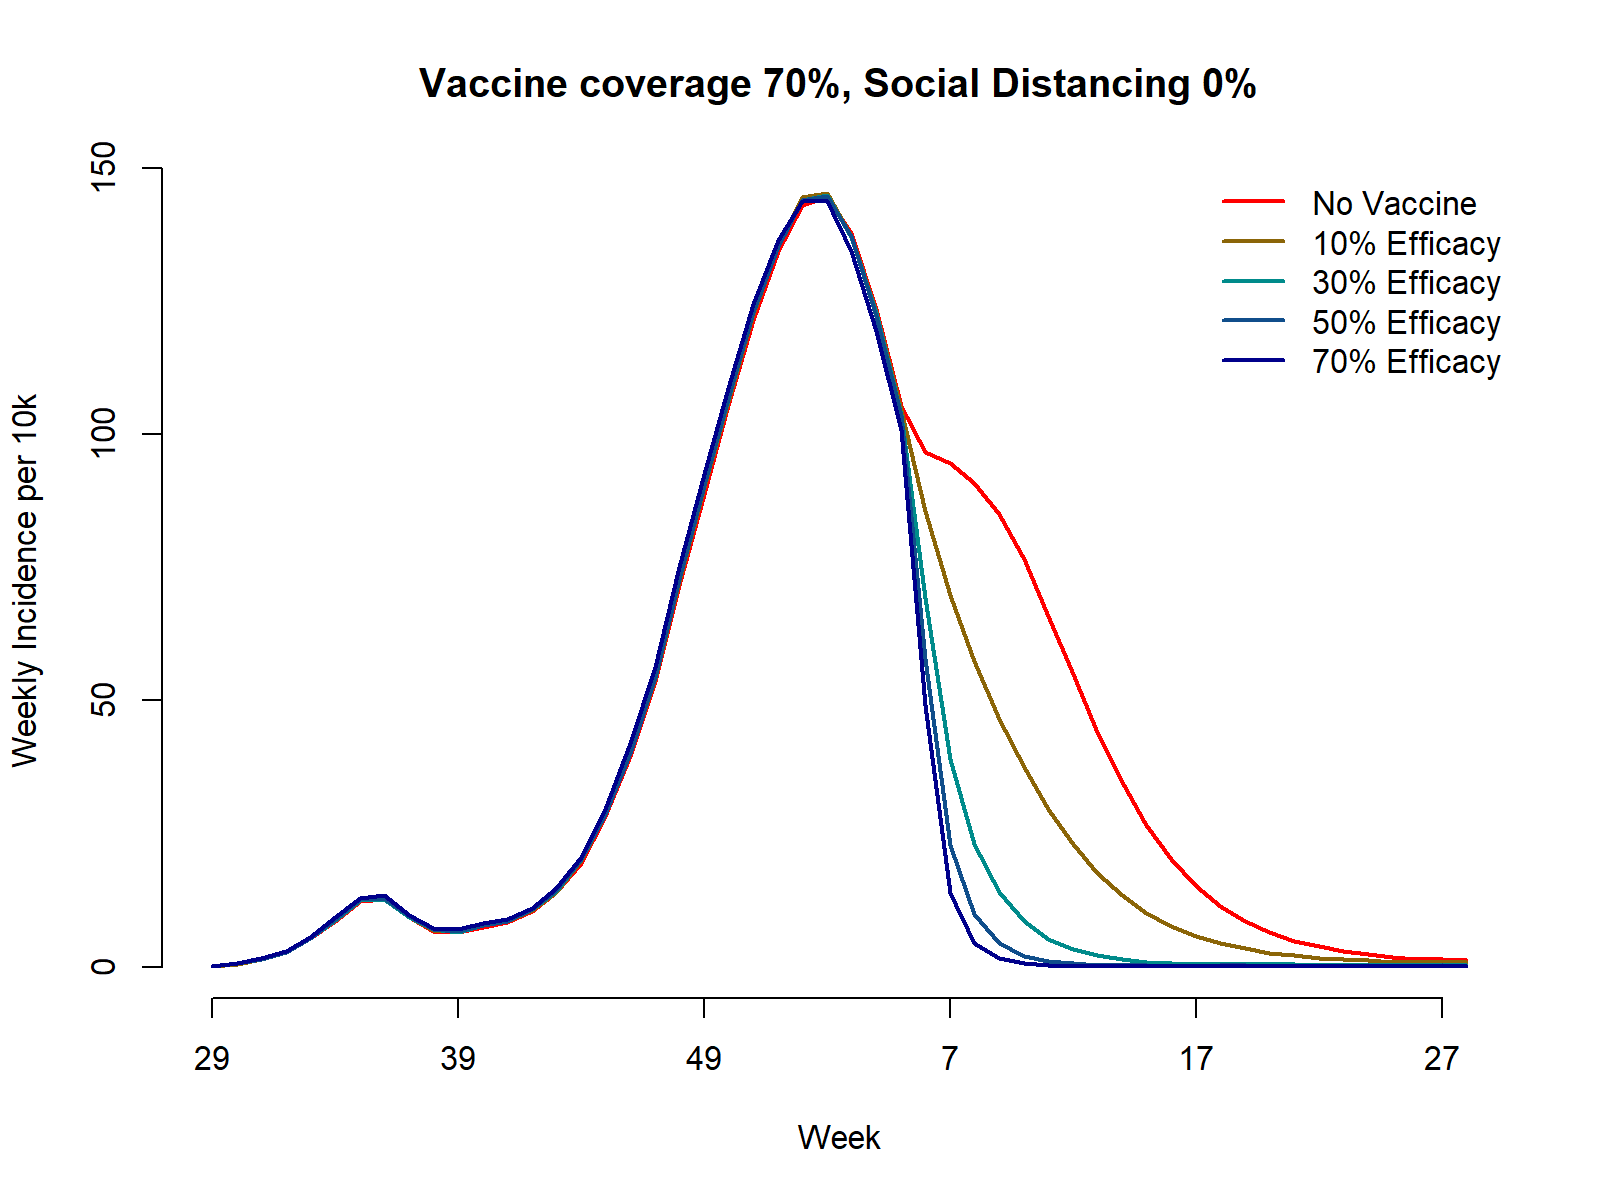 Vaccine coverage 70%, Social Distancing 0%
150
100
50
0
Weekly Incidence per 10k
No Vaccine
10% Efficacy
30% Efficacy
50% Efficacy
70% Efficacy
29 39 49 7 17 27
Week